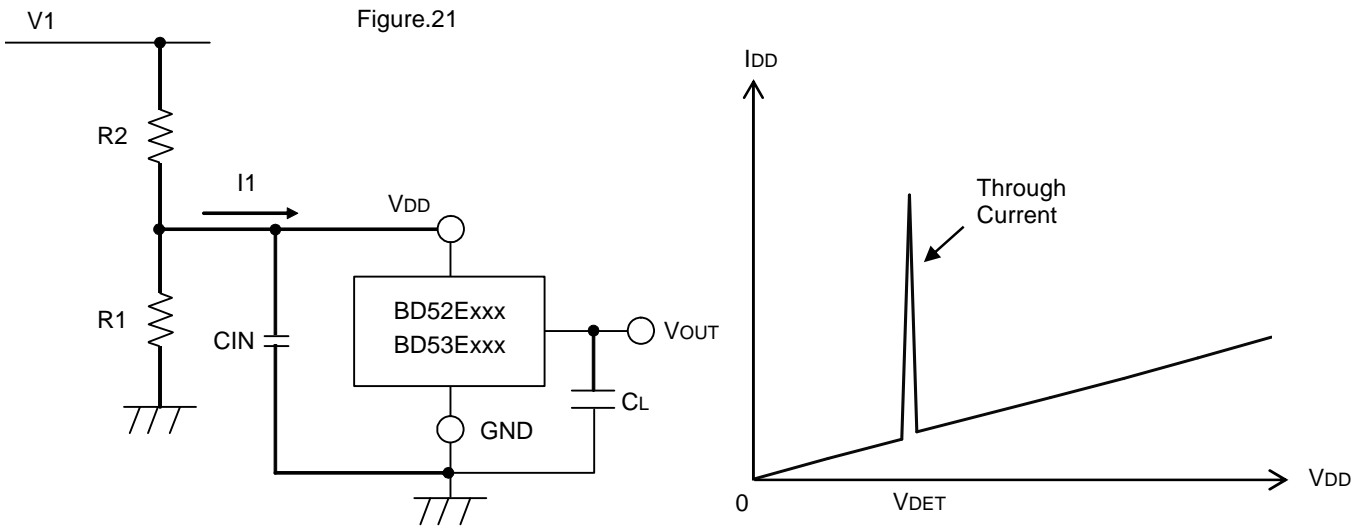 Figure.21
V1
R2
I1
VDD
R1
CIN
BD52Exxx
BD53Exxx
VOUT
CL
GND
IDD
Through
Current
0
VDET
VDD